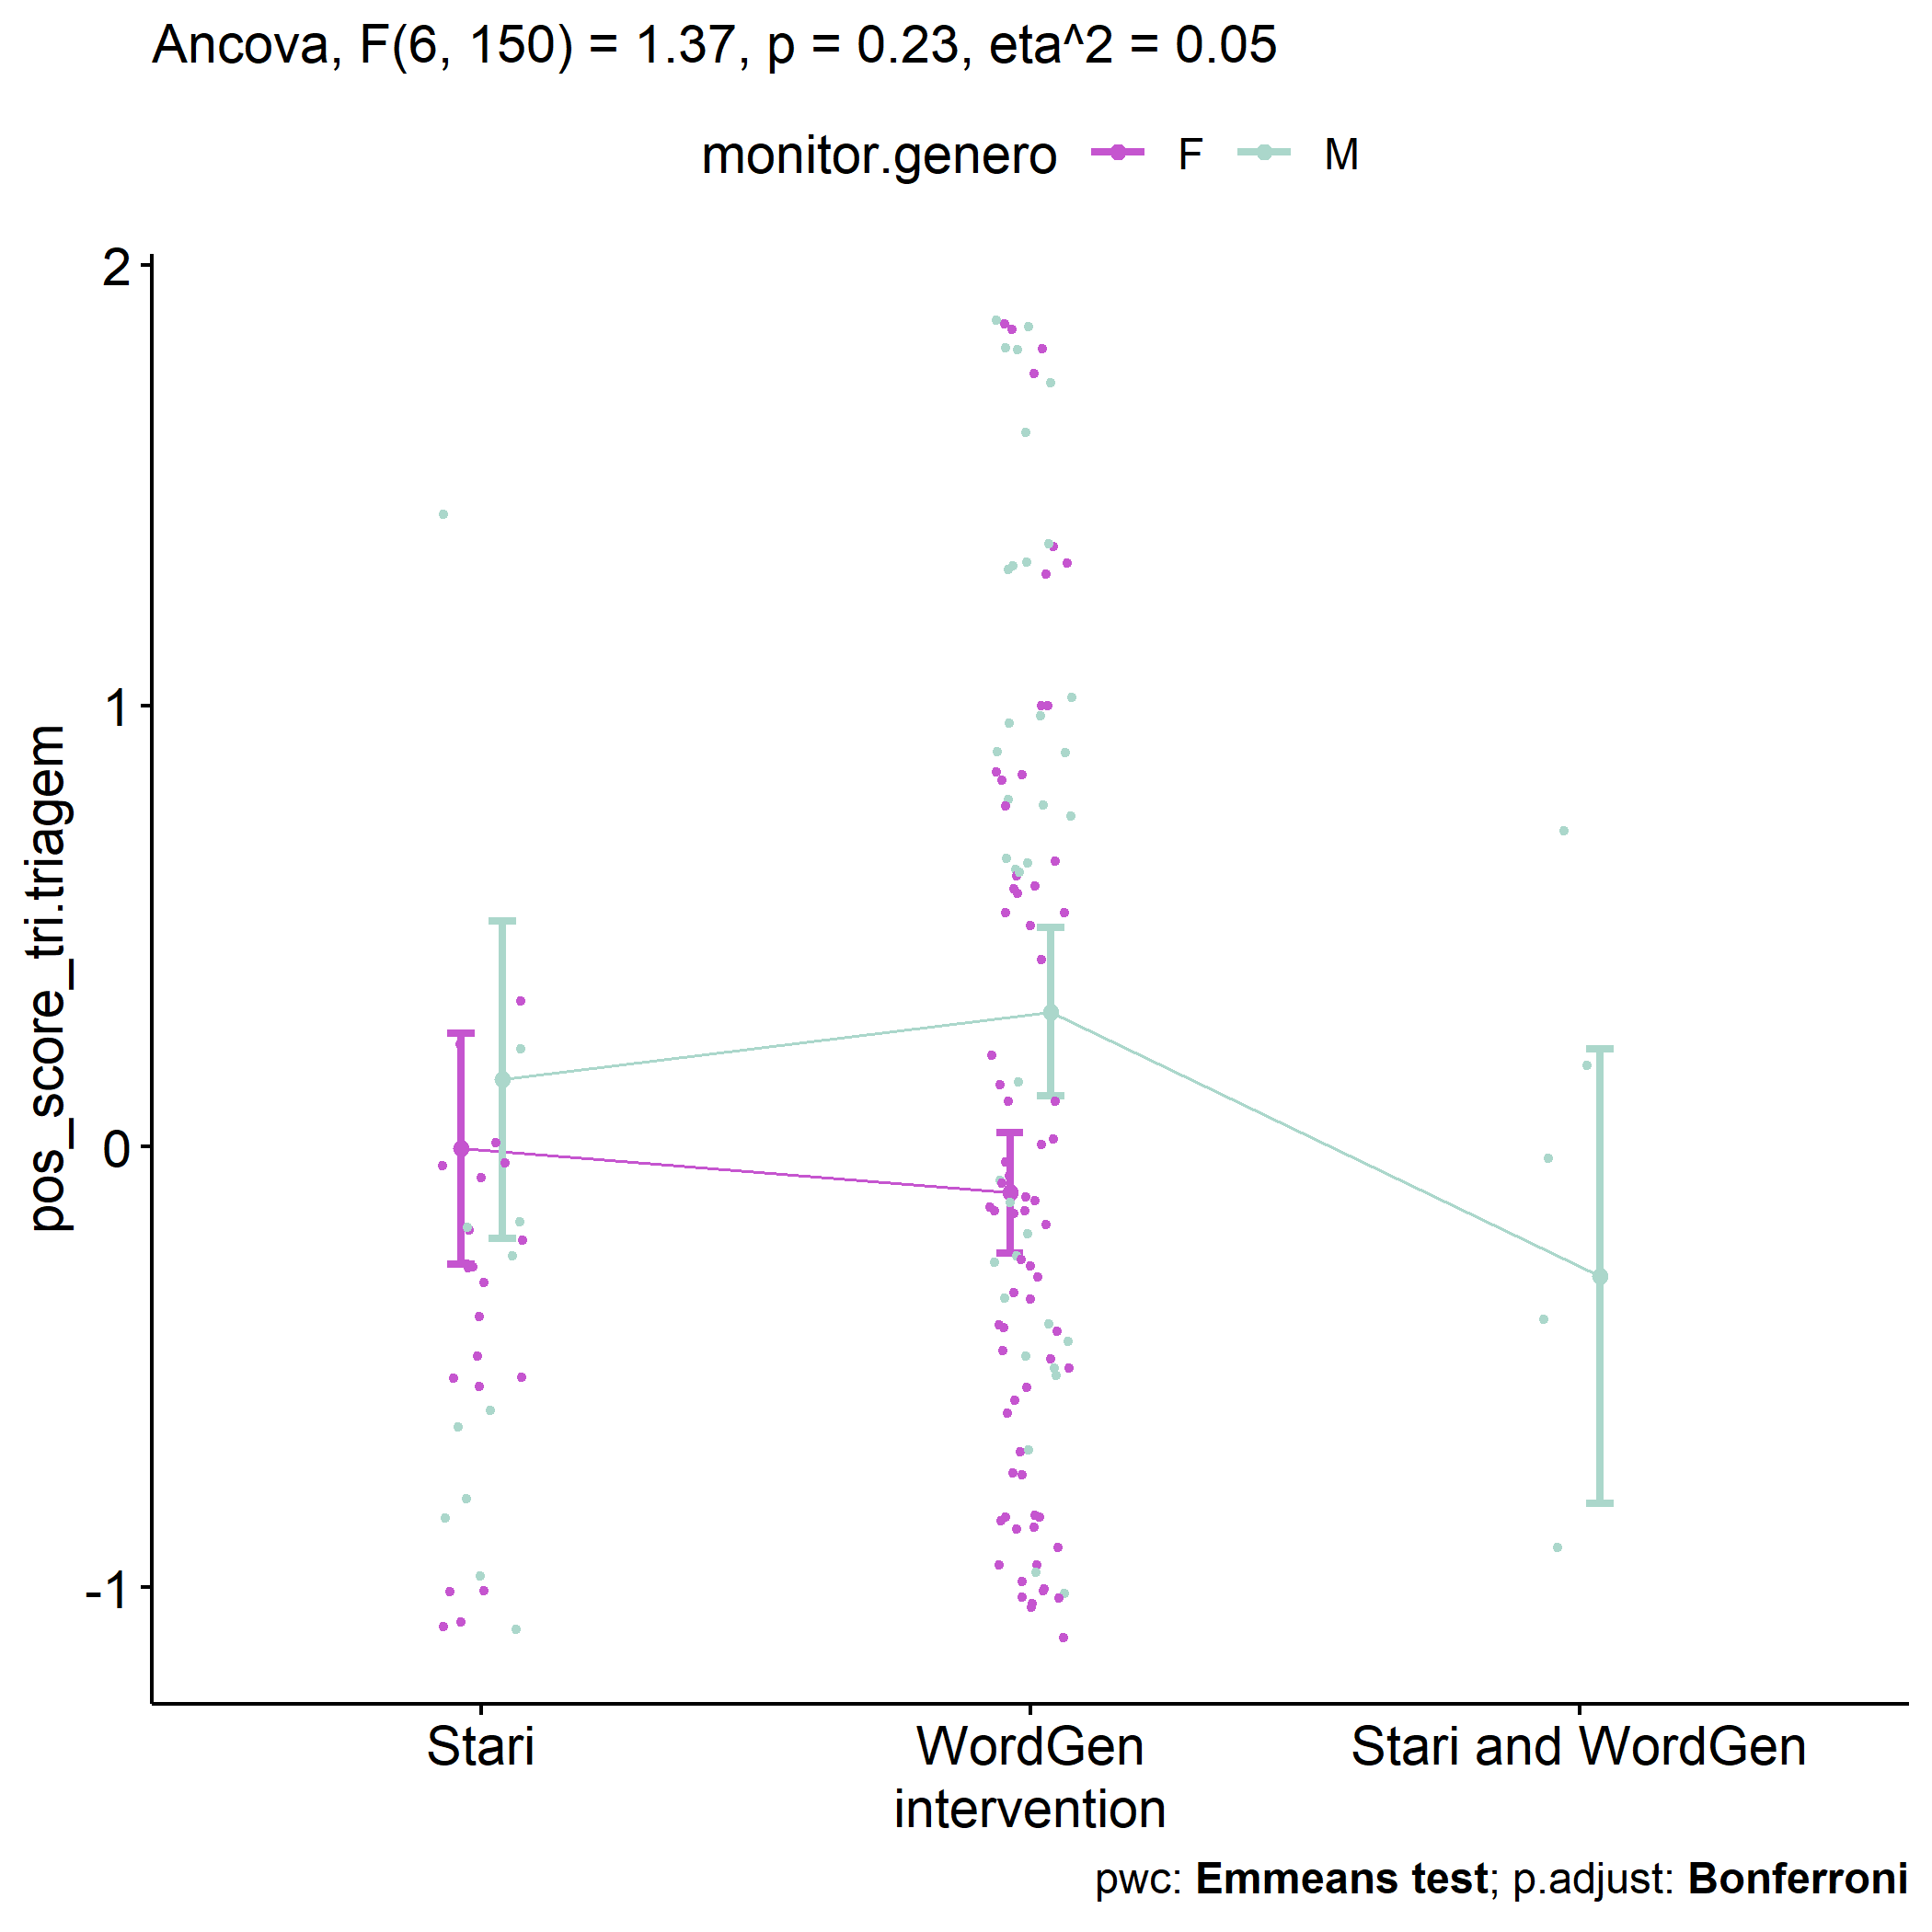 Ancova, F(6, 150) = 1.37, p = 0.23, eta^2 = 0.05
monitor.genero F M
pos_score_tri.triagem
2
1
0
-1
Stari WordGen Stari and WordGen
intervention
pwc: Emmeans test; p.adjust: Bonferroni